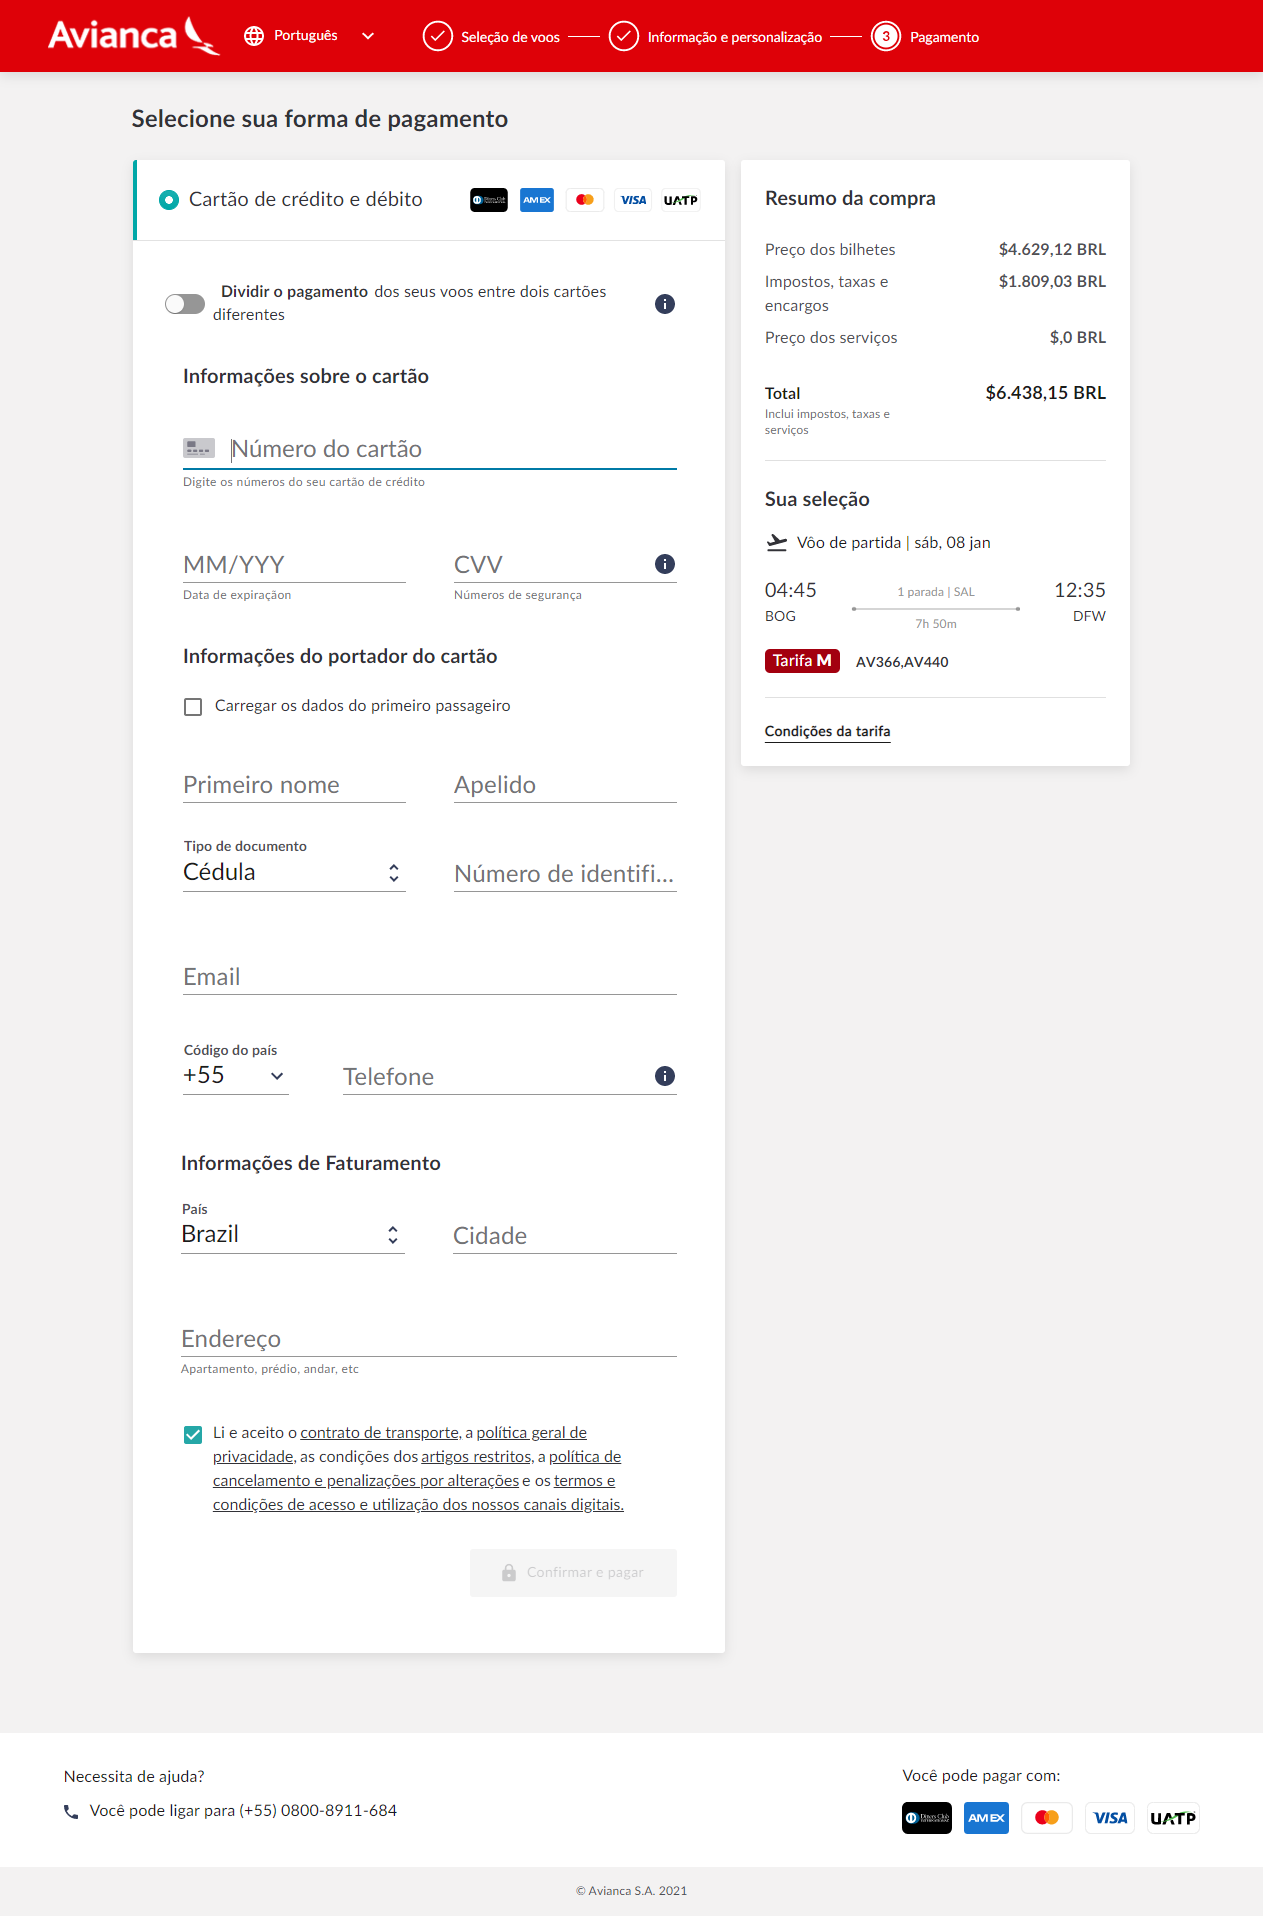 Avianca
Português
Seleção de voos
Informação e personalização
3 Pagamento
Selecione sua forma de pagamento
Cartão de crédito e débito
Diners Club
AMEX
VISA
UATP
Dividir o pagamento dos seus voos entre dois cartões
diferentes
Informações sobre o cartão
Número do cartão
Digite os números do seu cartão de crédito
MM/YYY
CVV
Data de expiraçãon
Números de segurança
Informações do portador do cartão
Carregar os dados do primeiro passageiro
Primeiro nome
Apelido
Tipo de documento
Cédula
Número de identifi...
Email
Código do país
+55
Telefone
Informações de Faturamento
País
Brazil
Cidade
Endereço
Apartamento, prédio, andar, etc
Li e aceito o contrato de transporte, a política geral de
privacidade, as condições dos artigos restritos, a política de
cancelamento e penalizações por alterações e os termos e
condições de acesso e utilização dos nossos canais digitais.
Confirmar e pagar
Resumo da compra
Preço dos bilhetes $4.629,12 BRL
Impostos, taxas e $1.809,03 BRL
encargos
Preço dos serviços $,0 BRL
Total $6.438,15 BRL
Inclui impostos, taxas e
serviços
Sua seleção
Vôo de partida | sáb, 08 jan
04:45 1 parada | SAL 12:35
BOG 7h 50m DFW
Tarifa M AV366,AV440
Condições da tarifa
Necessita de ajuda?
Você pode ligar para (+55) 0800-8911-684
Você pode pagar com:
Diners Club
AMEX
VISA
UATP
© Avianca S.A. 2021